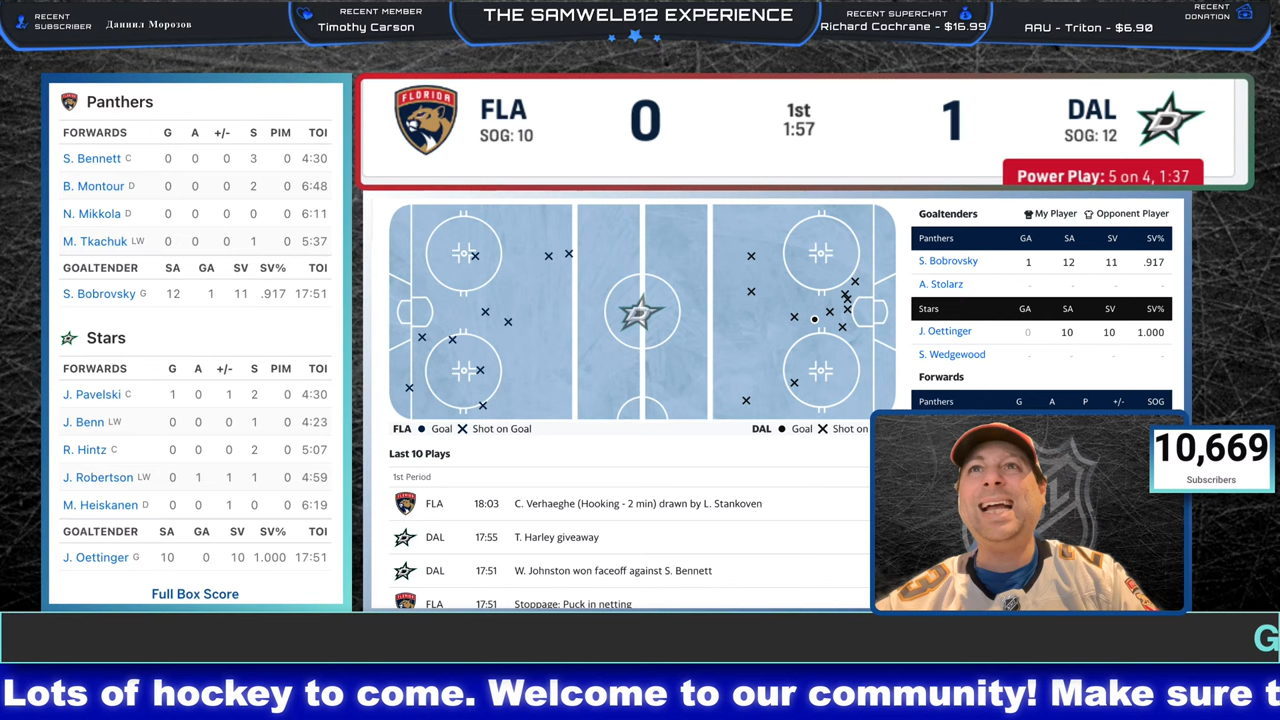 RECENT
SUBSCRIBER
Даниил Морозов
RECENT MEMBER
Timothy Carson
THE SAMWELB12 EXPERIENCE
RECENT SUPERCHAT
Richard Cochrane - $16.99
RECENT
DONATION
AAU - Triton - $6.90
Panthers
FORWARDS G A +/- S PIM TOI
S. Bennett C 0 0 0 3 0 4:30
B. Montour D 0 0 0 2 0 6:48
N. Mikkola D 0 0 0 0 0 6:11
M. Tkachuk LW 0 0 0 1 0 5:37
GOALTENDER SA GA SV SV% TOI
S. Bobrovsky G 12 1 11 .917 17:51
Stars
FORWARDS G A +/- S PIM TOI
J. Pavelski C 1 0 1 2 0 4:30
J. Benn LW 0 0 0 1 0 4:23
R. Hintz C 0 0 0 2 0 5:07
J. Robertson LW 0 1 1 1 0 4:59
M. Heiskanen D 0 0 1 0 0 6:19
GOALTENDER SA GA SV SV% TOI
J. Oettinger G 10 0 10 1.000 17:51
Full Box Score
FLORIDA
FLA
SOG: 10
0
1st
1:57
1
DAL
SOG: 12
D
Power Play: 5 on 4, 1:37
D
FLA Goal Shot on Goal
DAL Goal Shot on
Last 10 Plays
1st Period
FLA 18:03 C. Verhaeghe (Hooking - 2 min) drawn by L. Stankoven
DAL 17:55 T. Harley giveaway
DAL 17:51 W. Johnston won faceoff against S. Bennett
FLA 17:51 Stoppage: Puck in netting
Goaltenders My Player Opponent Player
Panthers GA SA SV SV%
S. Bobrovsky 1 12 11 .917
A. Stolarz - - - -
Stars GA SA SV SV%
J. Oettinger 0 10 10 1.000
S. Wedgewood - - - -
Forwards
Panthers G A P +/- SOG
10,669
Subscribers
G
Lots of hockey to come. Welcome to our community! Make sure t